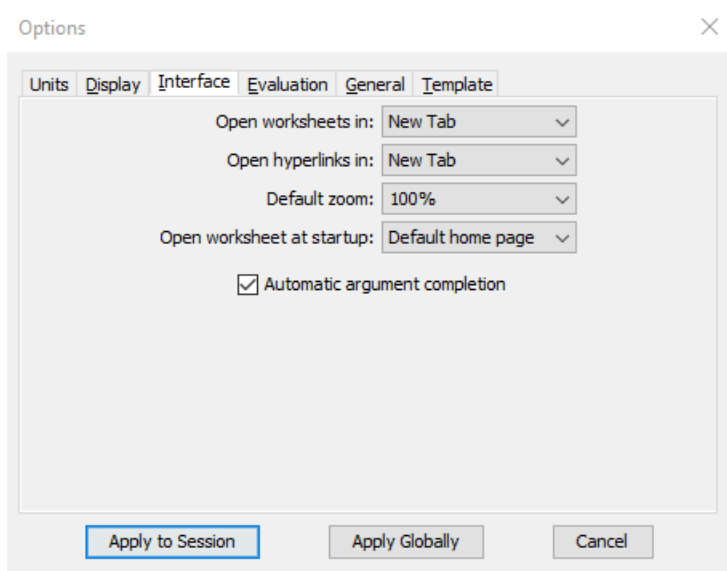 Options
Units Display Interface Evaluation General Template
Open worksheets in: New Tab
Open hyperlinks in: New Tab
Default zoom: 100%
Open worksheet at startup: Default home page
Automatic argument completion
Apply to Session Apply Globally Cancel